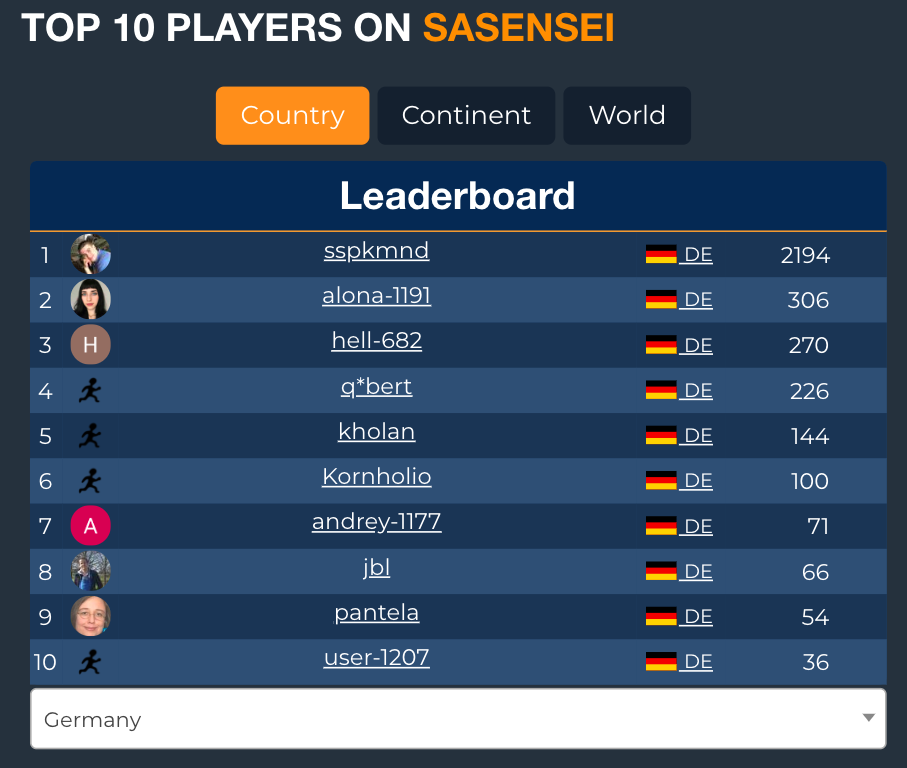 TOP 10 PLAYERS ON SASENSEI
Country Continent World
Leaderboard
1 sspkmnd DE 2194
2 alona-1191 DE 306
3 H hell-682 DE 270
4 q*bert DE 226
5 kholan DE 144
6 Kornholio DE 100
7 A andrey-1177 DE 71
8 jbl DE 66
9 pantela DE 54
10 user-1207 DE 36
Germany